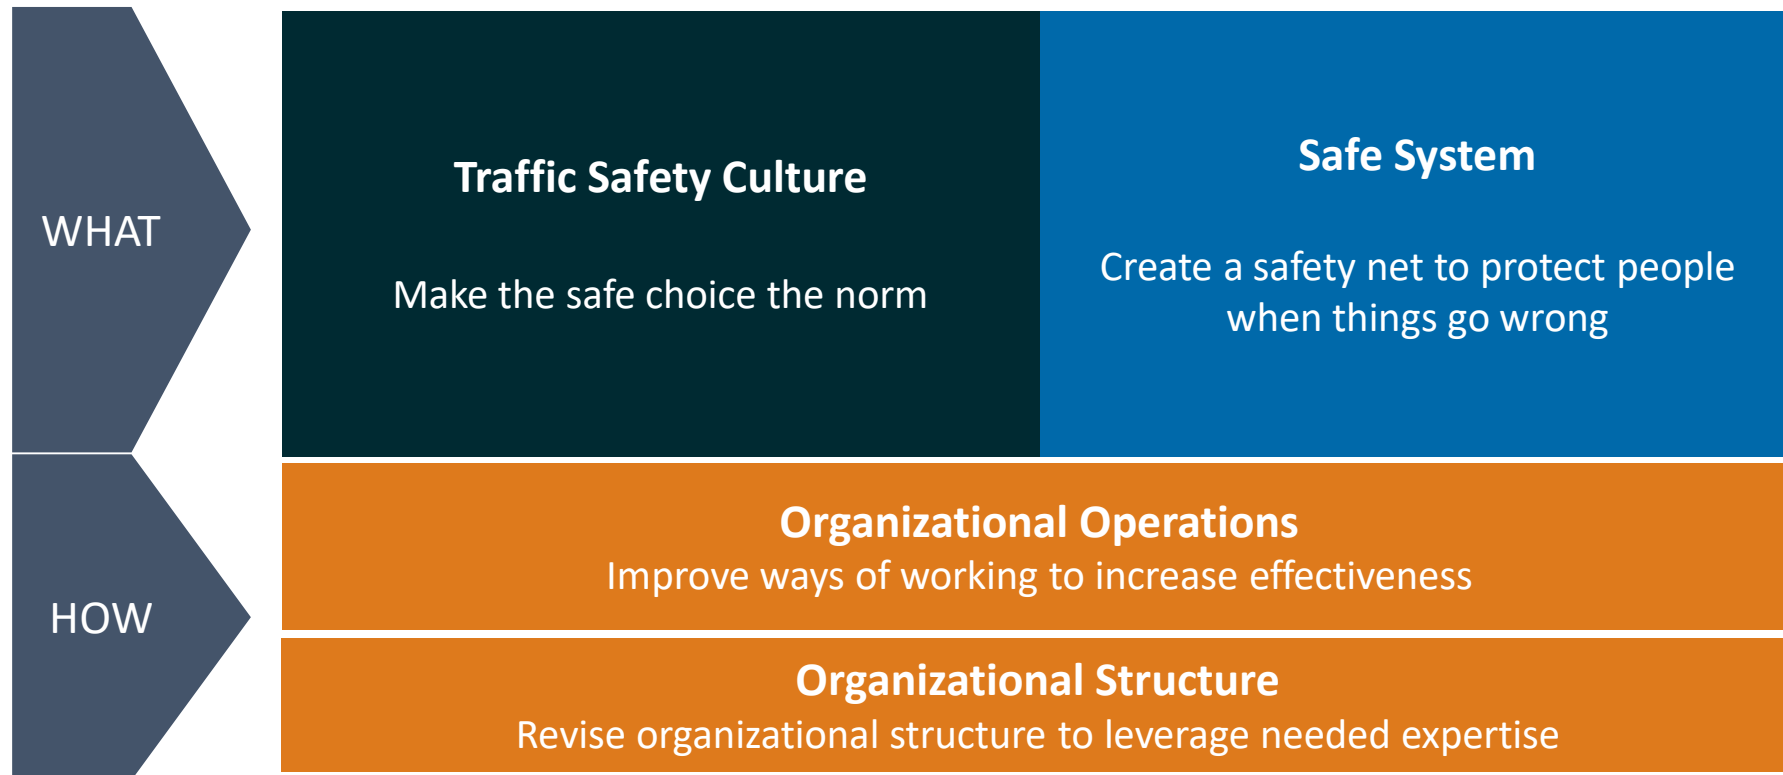 WHAT
Traffic Safety Culture
Make the safe choice the norm
Safe System
Create a safety net to protect people
when things go wrong
HOW
Organizational Operations
Improve ways of working to increase effectiveness
Organizational Structure
Revise organizational structure to leverage needed expertise